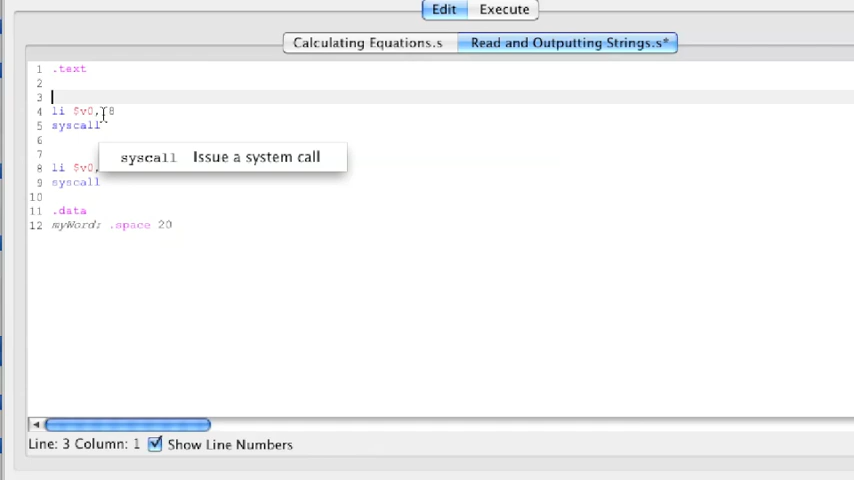 Edit Execute
Calculating Equations.s Read and Outputting Strings.s*
1 .text
2
3
4 li $v0, 8
5 syscall
6
syscall Issue a system call
7
8 li $v0,
9 syscall
10
11 .data
12 myWord: .space 20
Line: 3 Column: 1 Show Line Numbers